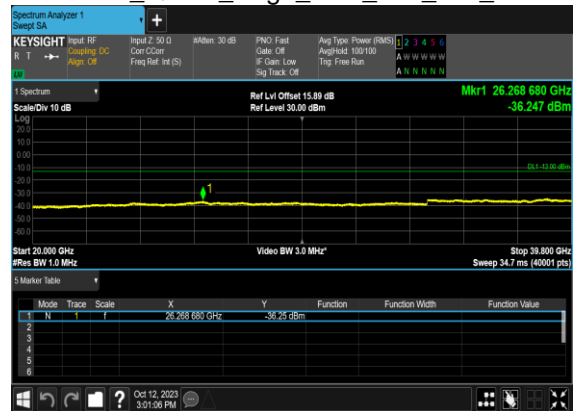 Spectrum Analyzer 1
Swept SA
+
KEYSIGHT Input: RF Input Z: 50 Ω #Atten: 30 dB PNO: Fast Avg Type: Power (RMS) 1 2 3 4 5 6
R T Coupling: DC Corr CCorr Gate: Off Avg|Hold: 100/100 A W W W W W
Align: Off Freq Ref: Int (S) IF Gain: Low Trig: Free Run
LXI Sig Track: Off A N N N N N
1 Spectrum Ref Lvl Offset 15.89 dB Mkr1 26.268 680 GHz
Scale/Div 10 dB Ref Level 30.00 dBm -36.247 dBm
Log
20.0
10.0
0.00
-10.0 DL1 -13.00 dBm
-20.0
-30.0 1
-40.0
-50.0
-60.0
Start 20.000 GHz Video BW 3.0 MHz* Stop 39.800 GHz
#Res BW 1.0 MHz Sweep 34.7 ms (40001 pts)
5 Marker Table
Mode Trace Scale X Y Function Function Width Function Value
1 N 1 f 26.268 680 GHz -36.25 dBm
2
3
4
5
6
? Oct 12, 2023
3:01:06 PM